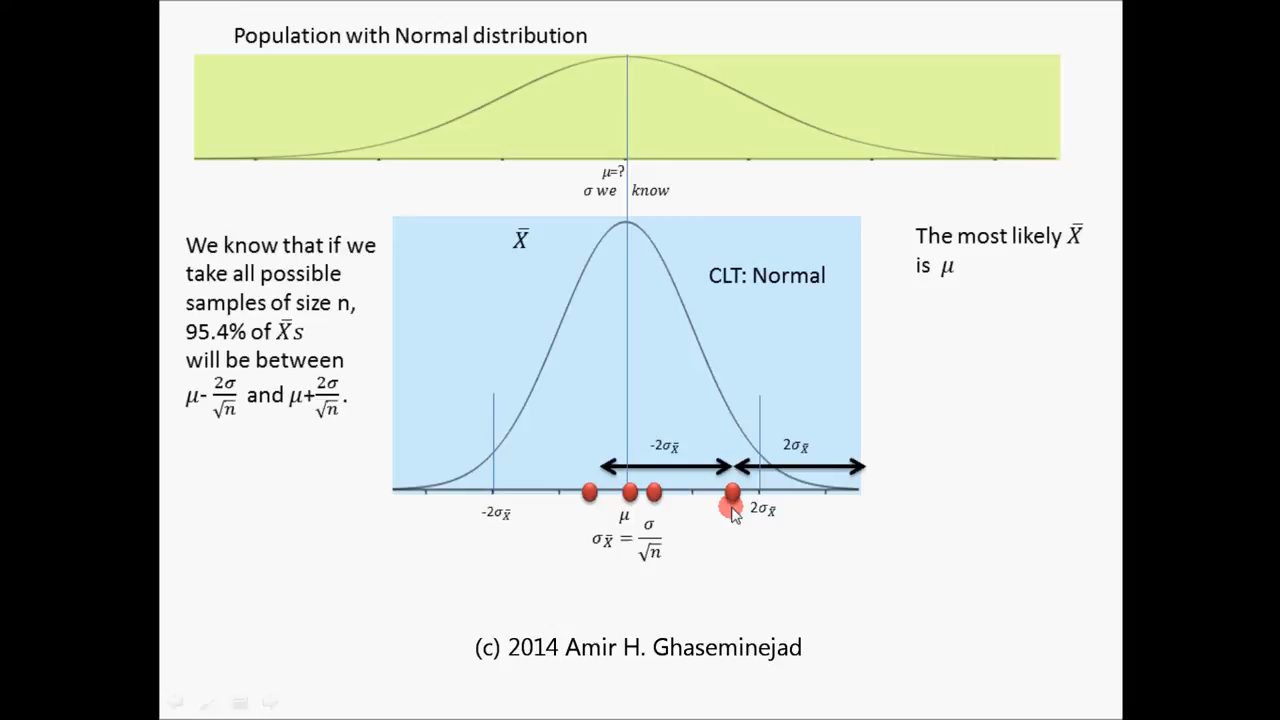 Population with Normal distribution
μ=?
σ we know
We know that if we
take all possible
samples of size n,
95.4% of X̄s
will be between
μ- 2σ/√n and μ+2σ/√n.
X̄
CLT: Normal
The most likely X̄
is μ
-2σX̄
2σX̄
-2σX̄
μ
2σX̄
σX̄ = σ/√n
(c) 2014 Amir H. Ghaseminejad